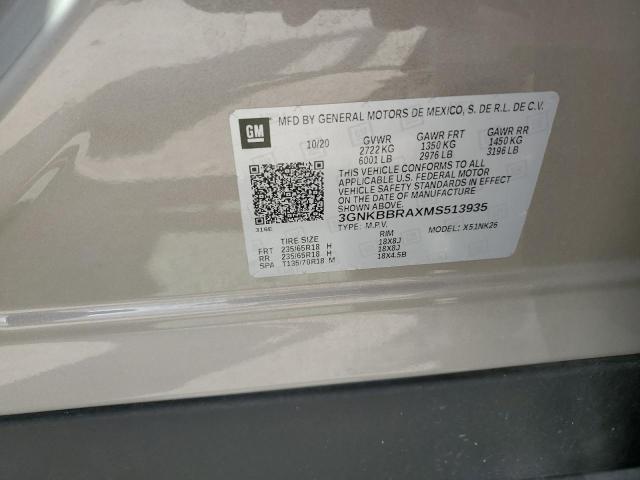 GM
MFD BY GENERAL MOTORS DE MEXICO, S. DE R.L. DE C.V.
10/20 GVWR GAWR FRT GAWR RR
2722 KG 1350 KG 1450 KG
6001 LB 2976 LB 3196 LB
THIS VEHICLE CONFORMS TO ALL
APPLICABLE U.S. FEDERAL MOTOR
VEHICLE SAFETY STANDARDS IN EFFECT
ON DATE OF MANUFACTURE
3GNKBBRAXMS513935
TYPE: M.P.V. MODEL: X51NK26
316E
TIRE SIZE RIM
FRT 235/65R18 H 18X8J
RR 235/65R18 H 18X8J
SPA T135/70R18 M 18X4.5B